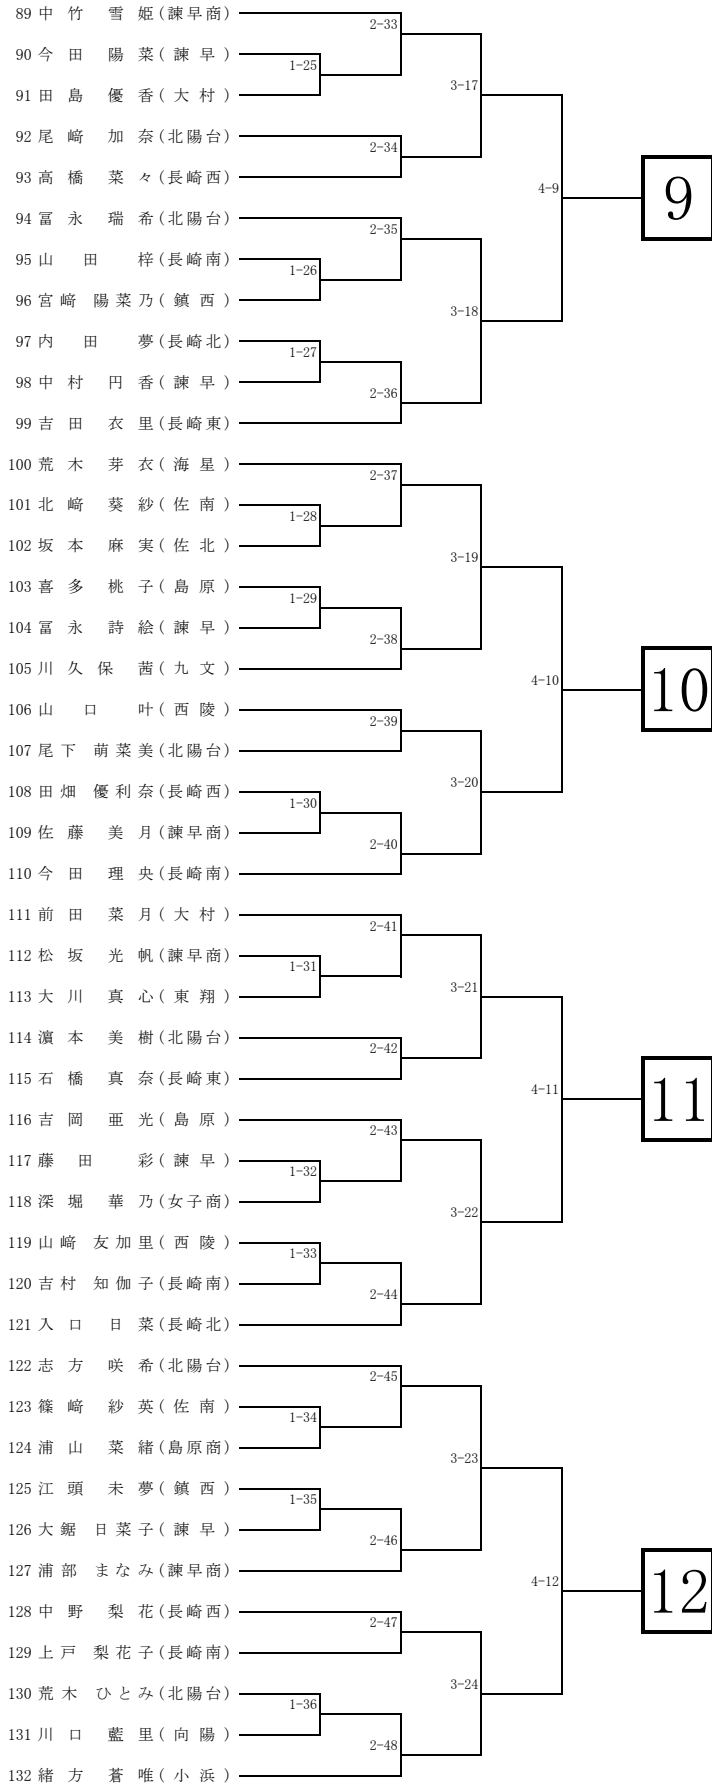 89 中竹 雪姫(諫早商)
2-33
90 今田 陽菜(諫早)
1-25
91 田島 優香(大村)
3-17
92 尾﨑 加奈(北陽台)
2-34
93 高橋 菜々(長崎西)
4-9
9
94 冨永 瑞希(北陽台)
2-35
95 山田 梓(長崎南)
1-26
96 宮﨑 陽菜乃(鎮西)
3-18
97 内田 夢(長崎北)
1-27
98 中村 円香(諫早)
2-36
99 吉田 衣里(長崎東)
100 荒木 芽衣(海星)
2-37
101 北﨑 葵紗(佐南)
1-28
102 坂本 麻実(佐北)
3-19
103 喜多 桃子(島原)
1-29
104 冨永 詩絵(諫早)
2-38
105 川久保 茜(九文)
4-10
10
106 山口 叶(西陵)
2-39
107 尾下 萌菜美(北陽台)
3-20
108 田畑 優利奈(長崎西)
1-30
109 佐藤 美月(諫早商)
2-40
110 今田 理央(長崎南)
111 前田 菜月(大村)
2-41
112 松坂 光帆(諫早商)
1-31
113 大川 真心(東翔)
3-21
114 濵本 美樹(北陽台)
2-42
115 石橋 真奈(長崎東)
4-11
11
116 吉岡 亜光(島原)
2-43
117 藤田 彩(諫早)
1-32
118 深堀 華乃(女子商)
3-22
119 山﨑 友加里(西陵)
1-33
120 吉村 知伽子(長崎南)
2-44
121 入口 日菜(長崎北)
122 志方 咲希(北陽台)
2-45
123 篠﨑 紗英(佐南)
1-34
124 浦山 菜緒(島原商)
3-23
125 江頭 未夢(鎮西)
1-35
126 大鋸 日菜子(諫早)
2-46
127 浦部 まなみ(諫早商)
4-12
12
128 中野 梨花(長崎西)
2-47
129 上戸 梨花子(長崎南)
3-24
130 荒木 ひとみ(北陽台)
1-36
131 川口 藍里(向陽)
2-48
132 緒方 蒼唯(小浜)